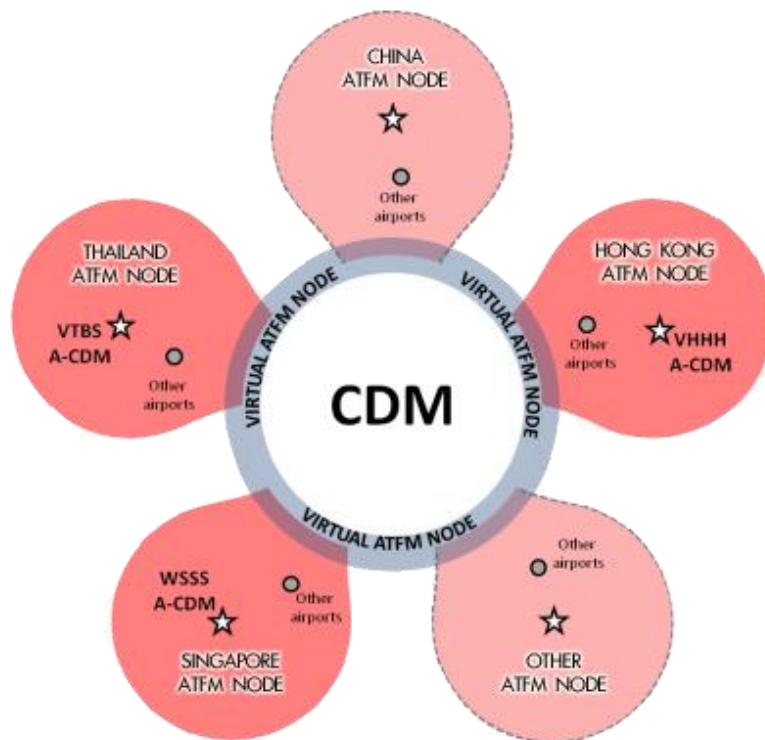 CHINA
ATFM NODE
Other
airports
THAILAND
ATFM NODE
VTBS
A-CDM
Other
airports
HONG KONG
ATFM NODE
Other
airports
VHHH
A-CDM
VIRTUAL ATFM NODE
VIRTUAL ATFM NODE
CDM
VIRTUAL ATFM NODE
WSSS
A-CDM
Other
airports
SINGAPORE
ATFM NODE
Other
airports
OTHER
ATFM NODE